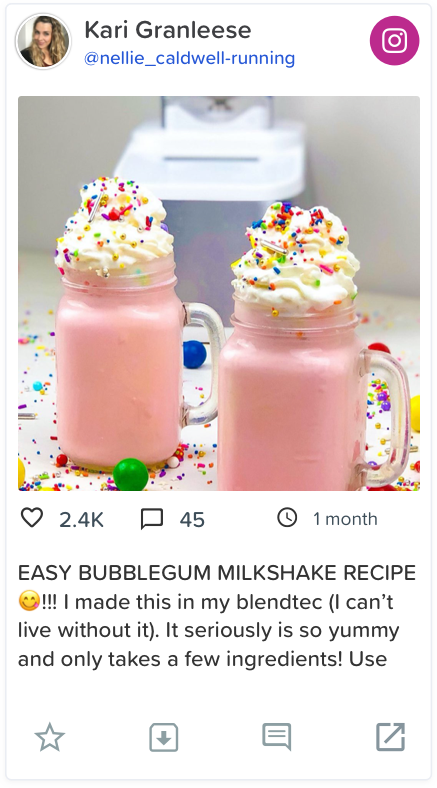 Kari Granleese
@nellie_caldwell-running
2.4K
45
1 month
EASY BUBBLEGUM MILKSHAKE RECIPE
😋!!! I made this in my blendtec (I can’t
live without it). It seriously is so yummy
and only takes a few ingredients! Use